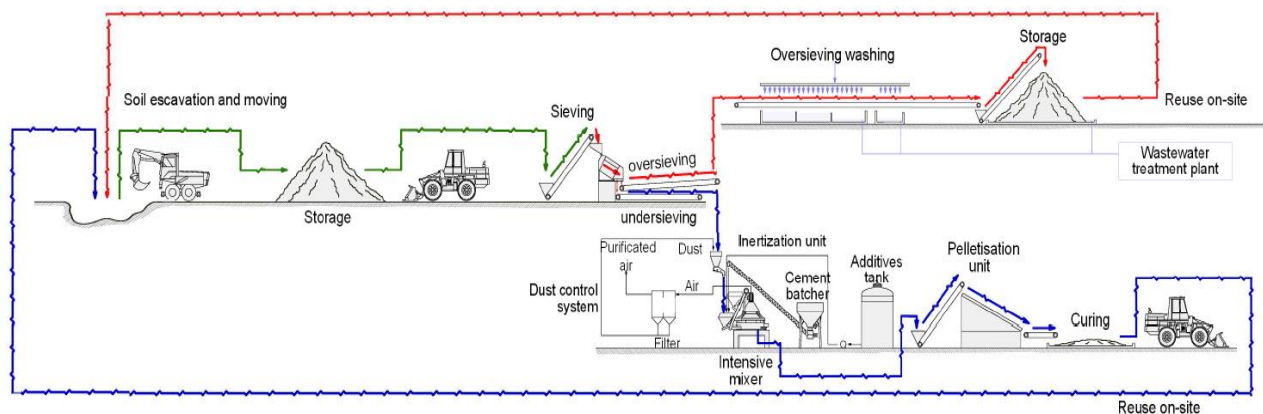 Storage
Oversieving washing
Soil escavation and moving
Reuse on-site
Sieving
Wastewater
treatment plant
oversieving
Storage
undersieving
Purificated
air
Dust
Inertization unit
Pelletisation
unit
Additives
tank
Cement
batcher
Dust control
system
Air
Curing
Filter
Intensive
mixer
Reuse on-site